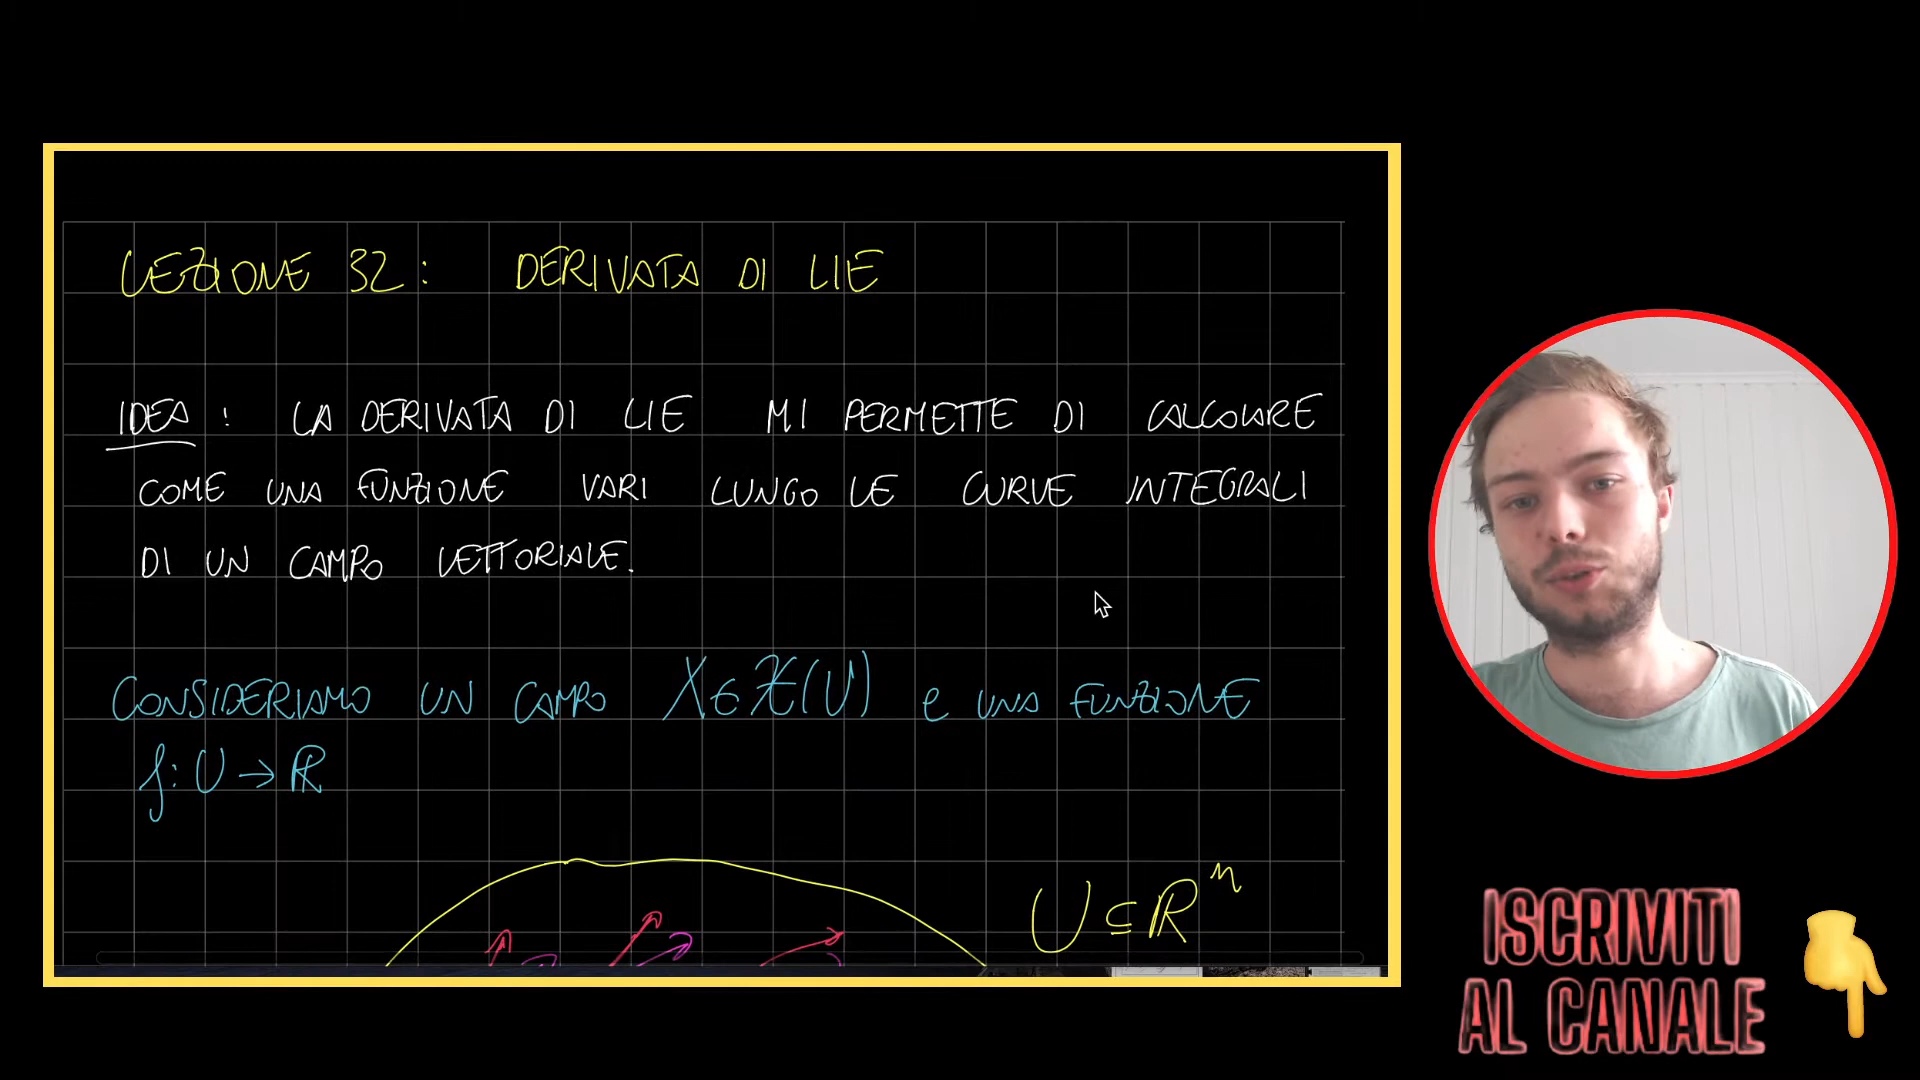 LEZIONE 32: DERIVATA DI LIE
IDEA: LA DERIVATA DI LIE MI PERMETTE DI CALCOLARE
COME UNA FUNZIONE VARI LUNGO LE CURVE INTEGRALI
DI UN CAMPO VETTORIALE.
CONSIDERIAMO UN CAMPO X∈𝔛(U) e UNA FUNZIONE
f: U → ℝ
U ⊆ ℝⁿ
ISCRIVITI
AL CANALE